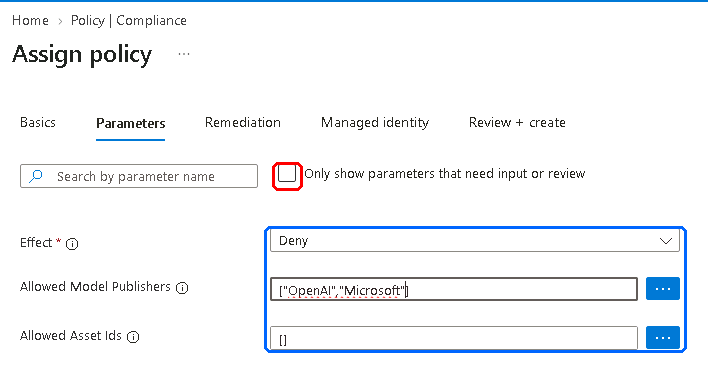 Home > Policy | Compliance
Assign policy ...
Basics Parameters Remediation Managed identity Review + create
Search by parameter name Only show parameters that need input or review
Effect * Deny
Allowed Model Publishers ["OpenAI","Microsoft"] ...
Allowed Asset Ids [] ...